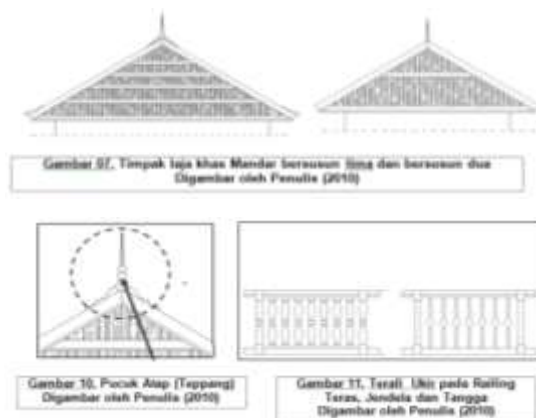 Gambar 07. Timpak laja khas Mandar bersusun lima dan bersusun dua
Digambar oleh Penulis (2010)
Gambar 10. Pucuk Atap (Teppang)
Digambar oleh Penulis (2010)
Gambar 11. Terali Ukir pada Railing
Teras, Jendela dan Tangga
Digambar oleh Penulis (2010)